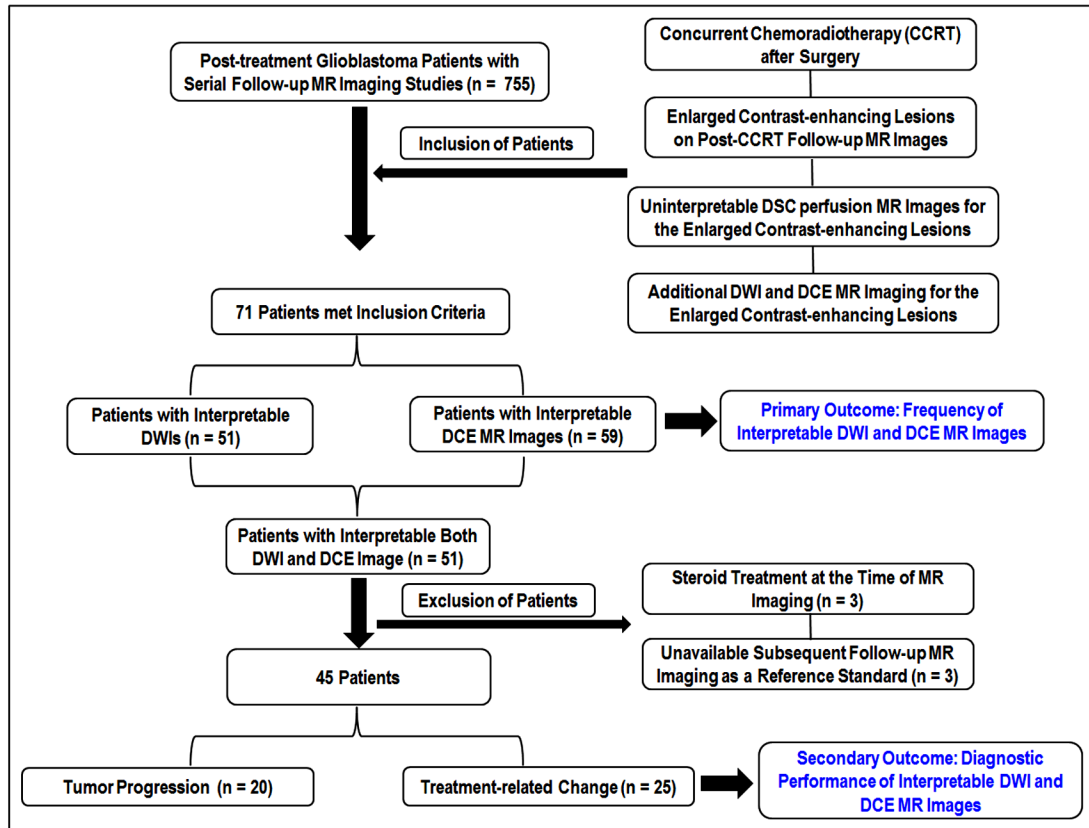 Post-treatment Glioblastoma Patients with
Serial Follow-up MR Imaging Studies (n = 755)
Concurrent Chemoradiotherapy (CCRT)
after Surgery
Enlarged Contrast-enhancing Lesions
on Post-CCRT Follow-up MR Images
Inclusion of Patients
Uninterpretable DSC perfusion MR Images for
the Enlarged Contrast-enhancing Lesions
Additional DWI and DCE MR Imaging for the
Enlarged Contrast-enhancing Lesions
71 Patients met Inclusion Criteria
Patients with Interpretable
DWIs (n = 51)
Patients with Interpretable
DCE MR Images (n = 59)
Primary Outcome: Frequency of
Interpretable DWI and DCE MR Images
Patients with Interpretable Both
DWI and DCE Image (n = 51)
Exclusion of Patients
Steroid Treatment at the Time of MR
Imaging (n = 3)
Unavailable Subsequent Follow-up MR
Imaging as a Reference Standard (n = 3)
45 Patients
Tumor Progression (n = 20)
Treatment-related Change (n = 25)
Secondary Outcome: Diagnostic
Performance of Interpretable DWI and
DCE MR Images